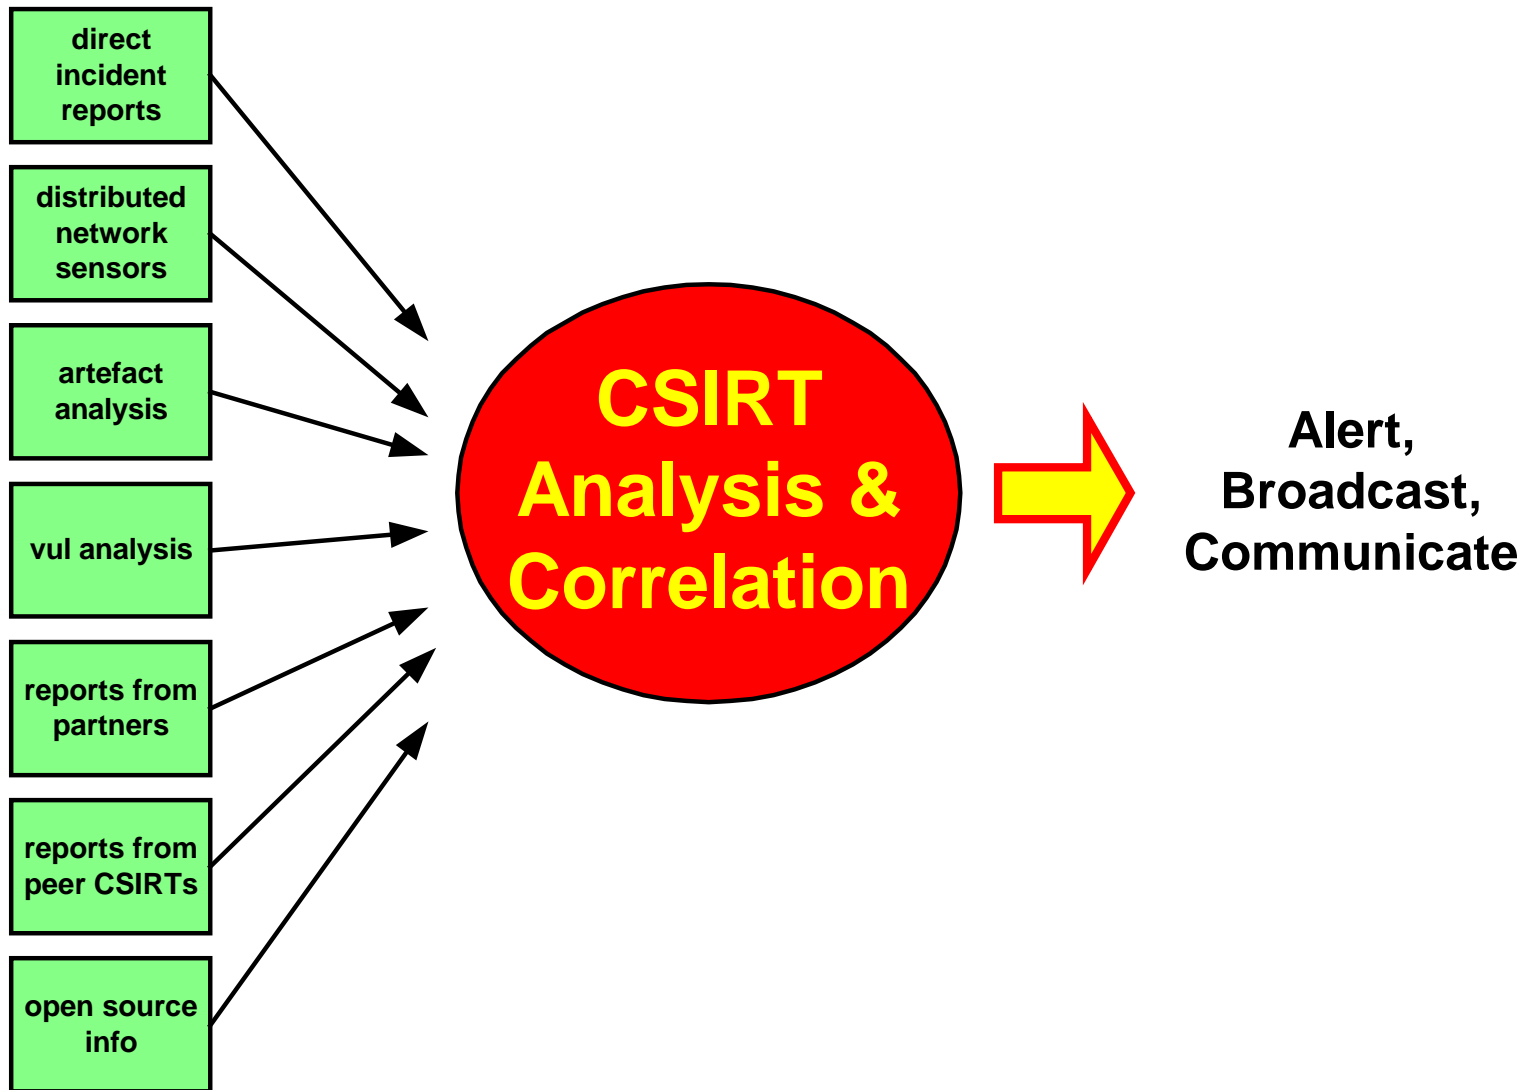 direct
incident
reports
distributed
network
sensors
artefact
analysis
vul analysis
reports from
partners
reports from
peer CSIRTs
open source
info
CSIRT
Analysis &
Correlation
Alert,
Broadcast,
Communicate